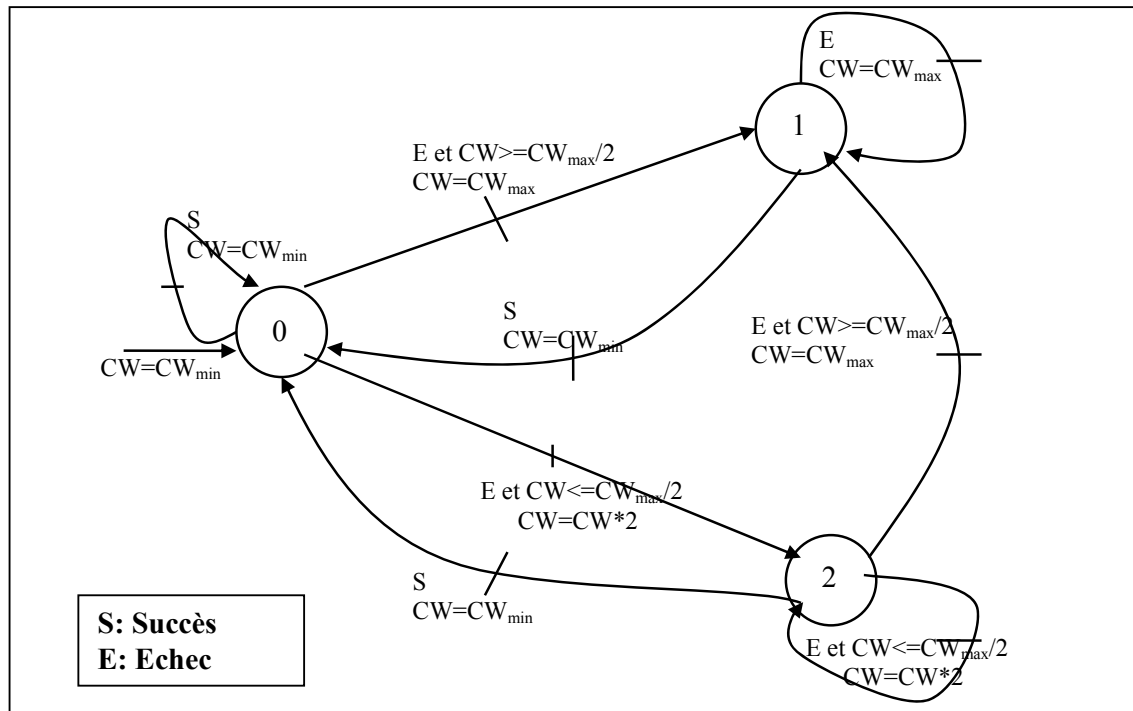 E
CW=CWmax
1
E et CW>=CWmax/2
CW=CWmax
S
CW=CWmin
0
CW=CWmin
S
CW=CWmin
E et CW>=CWmax/2
CW=CWmax
E et CW<=CWmax/2
CW=CW*2
S
CW=CWmin
2
E et CW<=CWmax/2
CW=CW*2
S: Succès
E: Echec